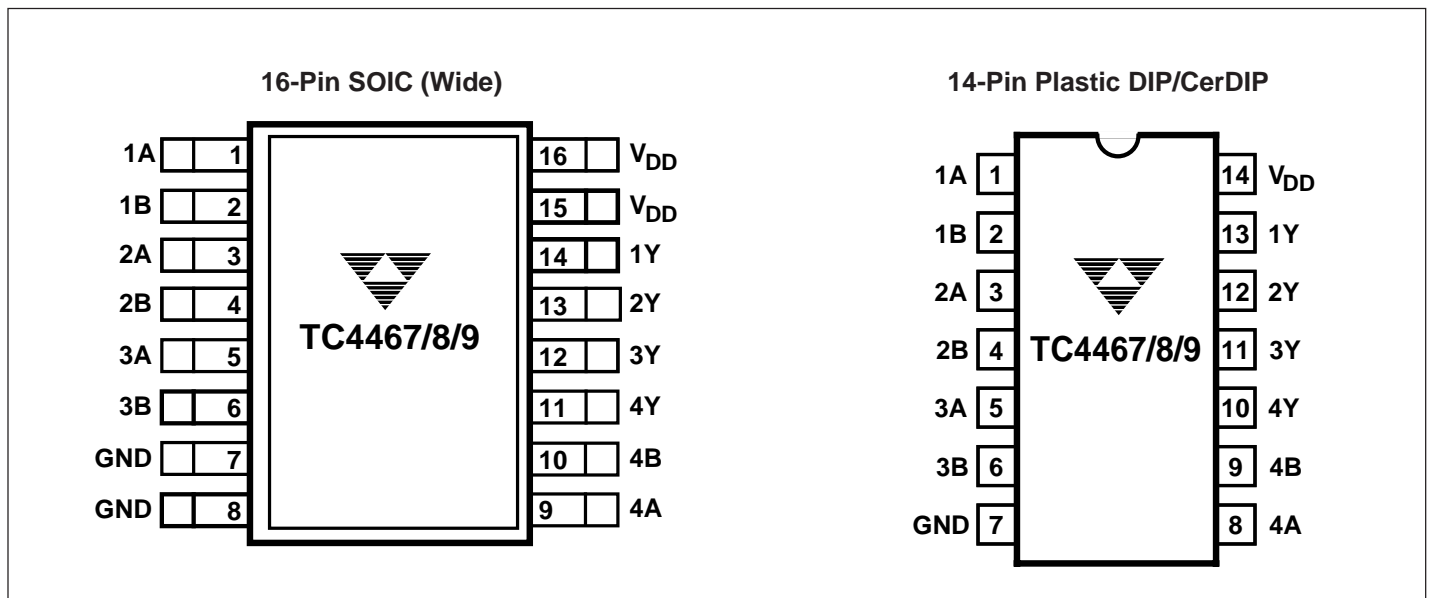 16-Pin SOIC (Wide)
1A 1 16 VDD
1B 2 15 VDD
2A 3 14 1Y
2B 4 13 2Y
TC4467/8/9
3A 5 12 3Y
3B 6 11 4Y
GND 7 10 4B
GND 8 9 4A
14-Pin Plastic DIP/CerDIP
1A 1 14 VDD
1B 2 13 1Y
2A 3 12 2Y
2B 4 TC4467/8/9 11 3Y
3A 5 10 4Y
3B 6 9 4B
GND 7 8 4A